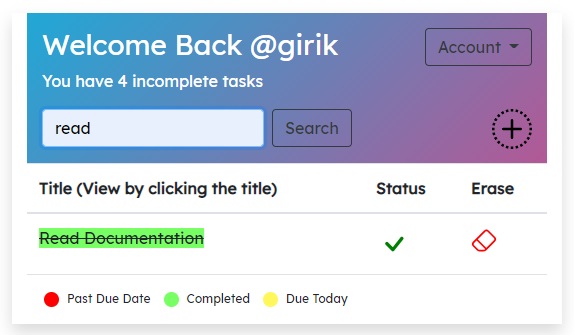 Welcome Back @girik
Account
You have 4 incomplete tasks
read
Search
Title (View by clicking the title) Status Erase
Read Documentation
Past Due Date Completed Due Today